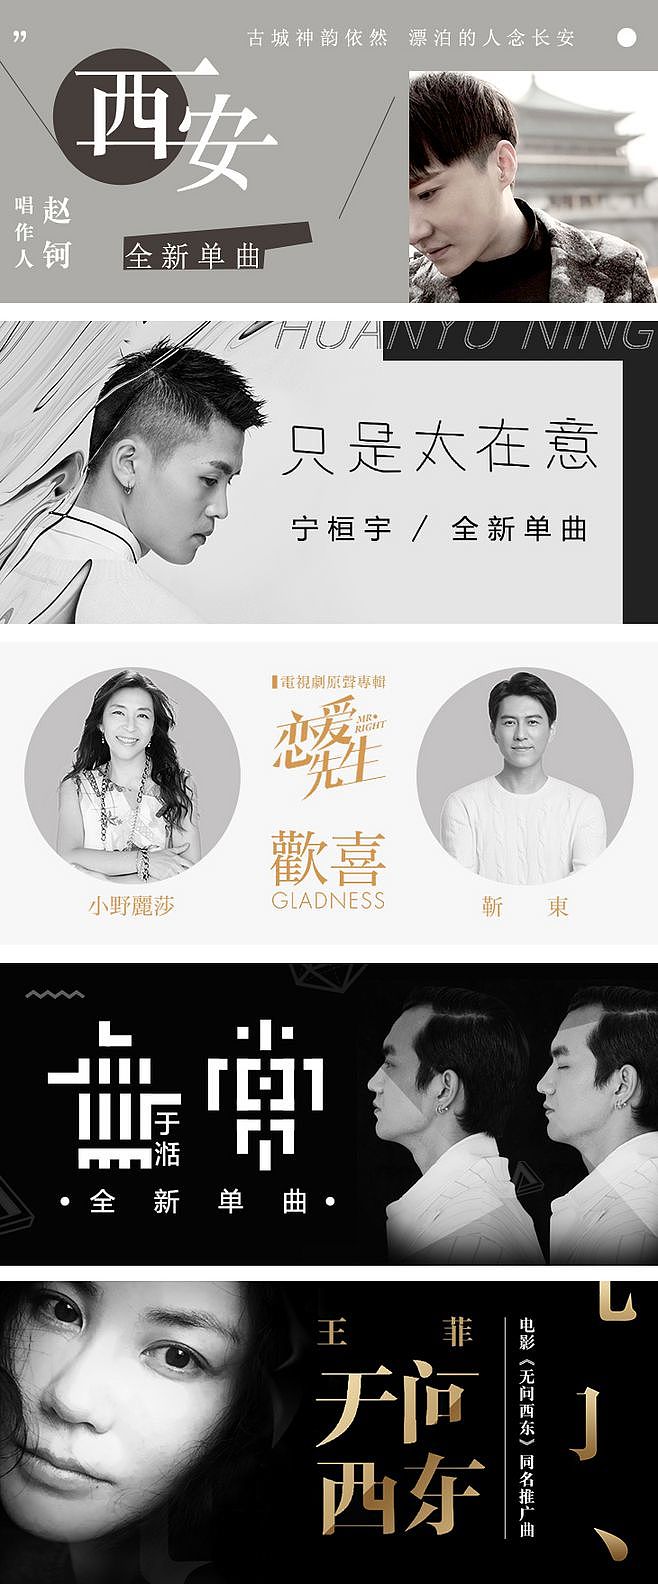 ”
古城神韵依然 漂泊的人念长安
西安
唱作人
赵钶
全新单曲
HUANYU NING
只是太在意
宁桓宇 / 全新单曲
電視劇原聲專輯
恋爱先生
MR.
RIGHT
歡喜
GLADNESS
小野麗莎
靳東
無常
于湉
·全新单曲·
王菲
无问
西东
电影《无问西东》同名推广曲